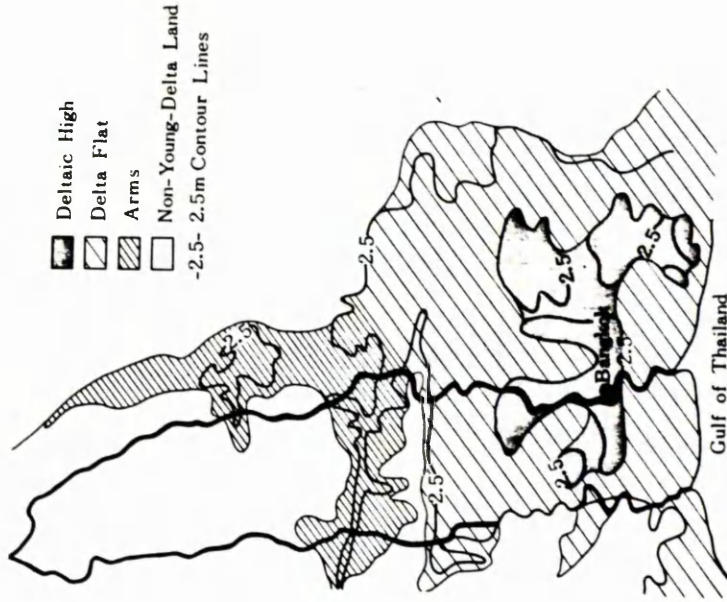 Deltaic High
Delta Flat
Arms
Non-Young-Delta Land
-2.5- 2.5m Contour Lines
2.5
2.5
2.5
2.5
2.5
2.5
2.5
Bangkok
Gulf of Thailand